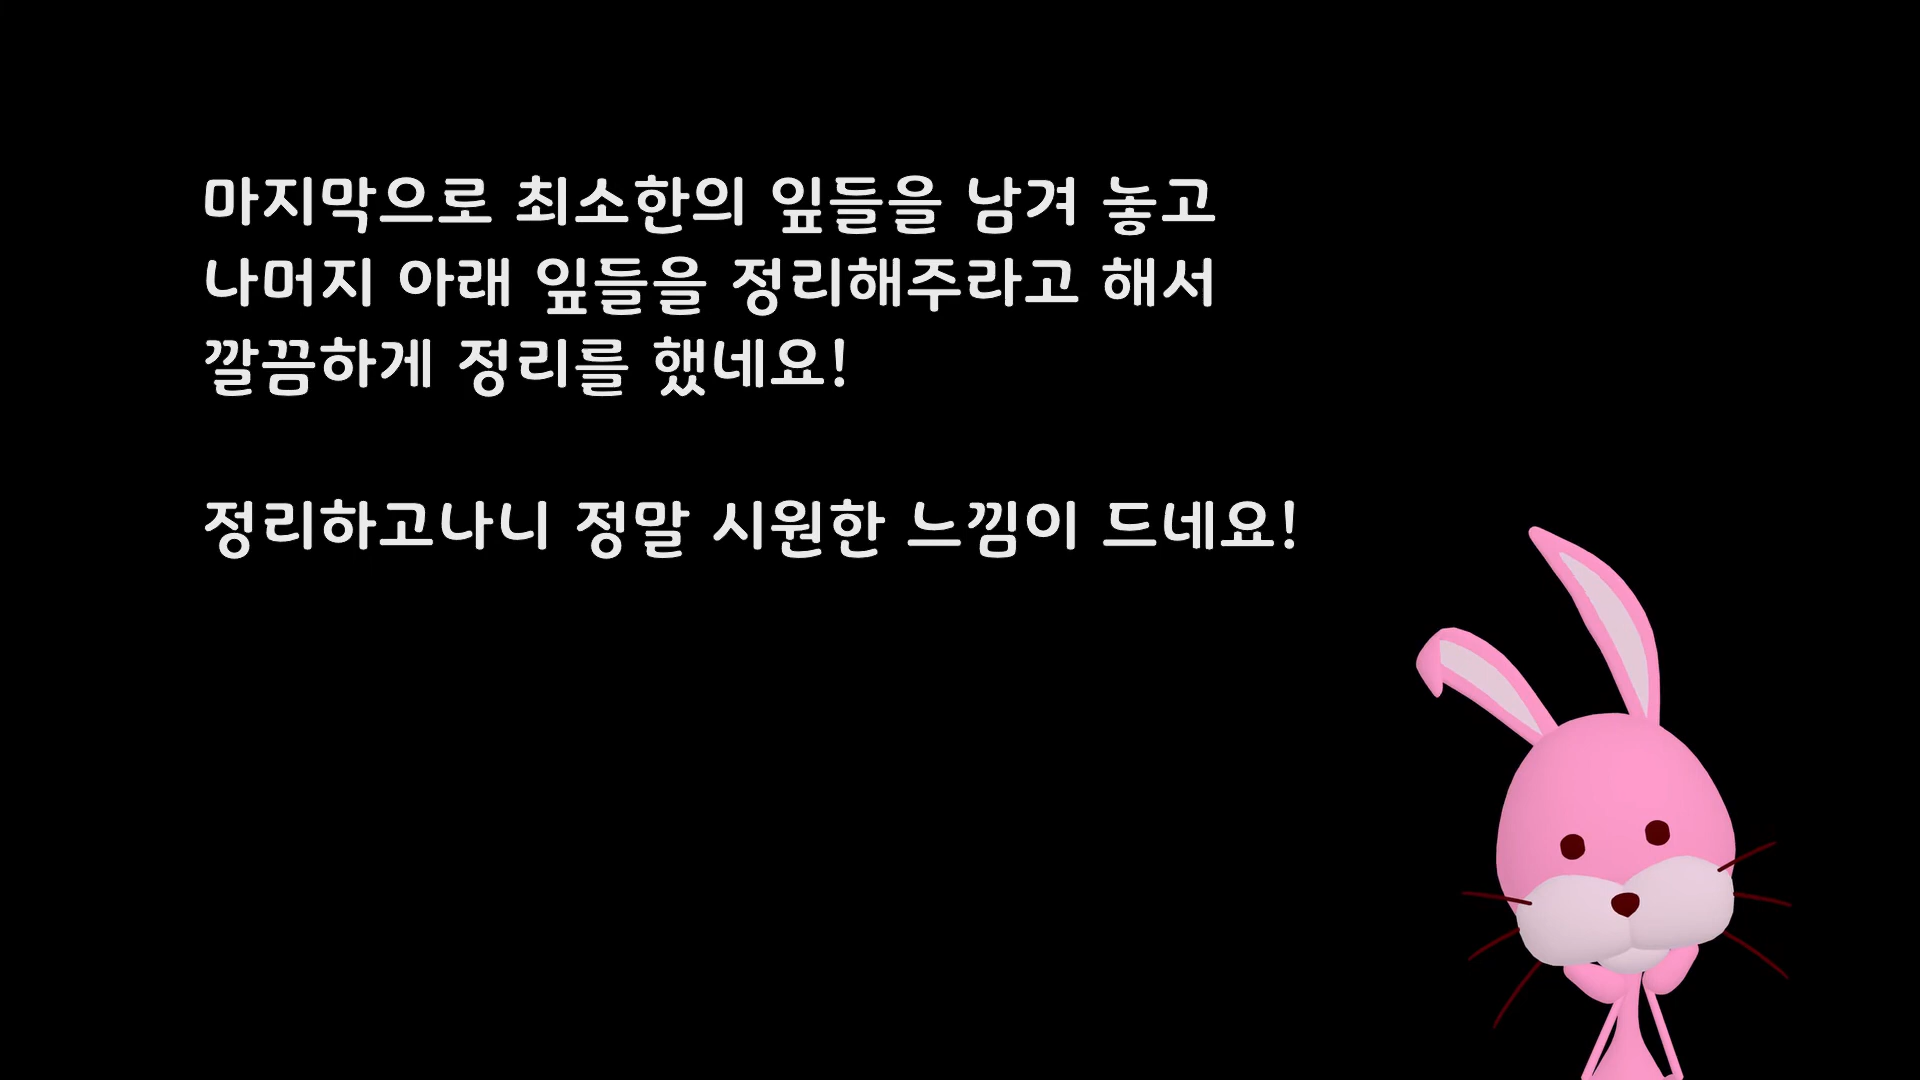 마지막으로 최소한의 잎들을 남겨 놓고
나머지 아래 잎들을 정리해주라고 해서
깔끔하게 정리를 했네요!
정리하고나니 정말 시원한 느낌이 드네요!